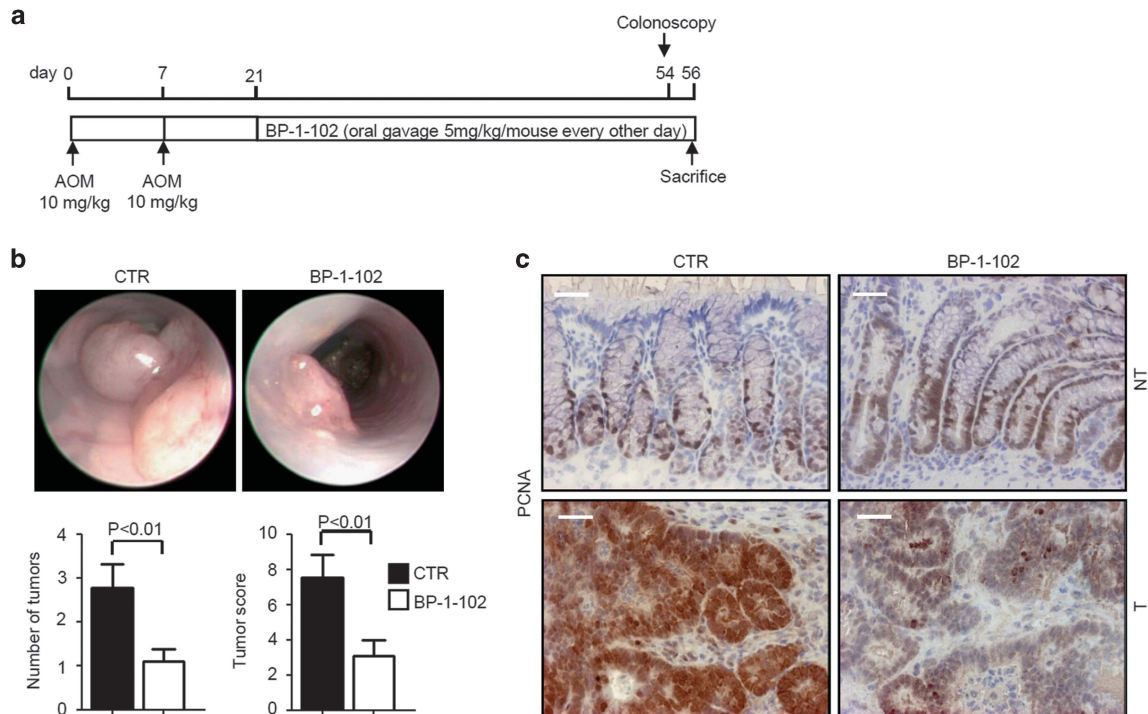 a
Colonoscopy
day 0 7 21 54 56
BP-1-102 (oral gavage 5mg/kg/mouse every other day)
AOM
10 mg/kg
AOM
10 mg/kg
Sacrifice
b
CTR
BP-1-102
P<0.01
4
3
2
1
0
Number of tumors
P<0.01
10
8
6
4
2
0
Tumor score
CTR
BP-1-102
c
CTR
BP-1-102
NT
PCNA
T